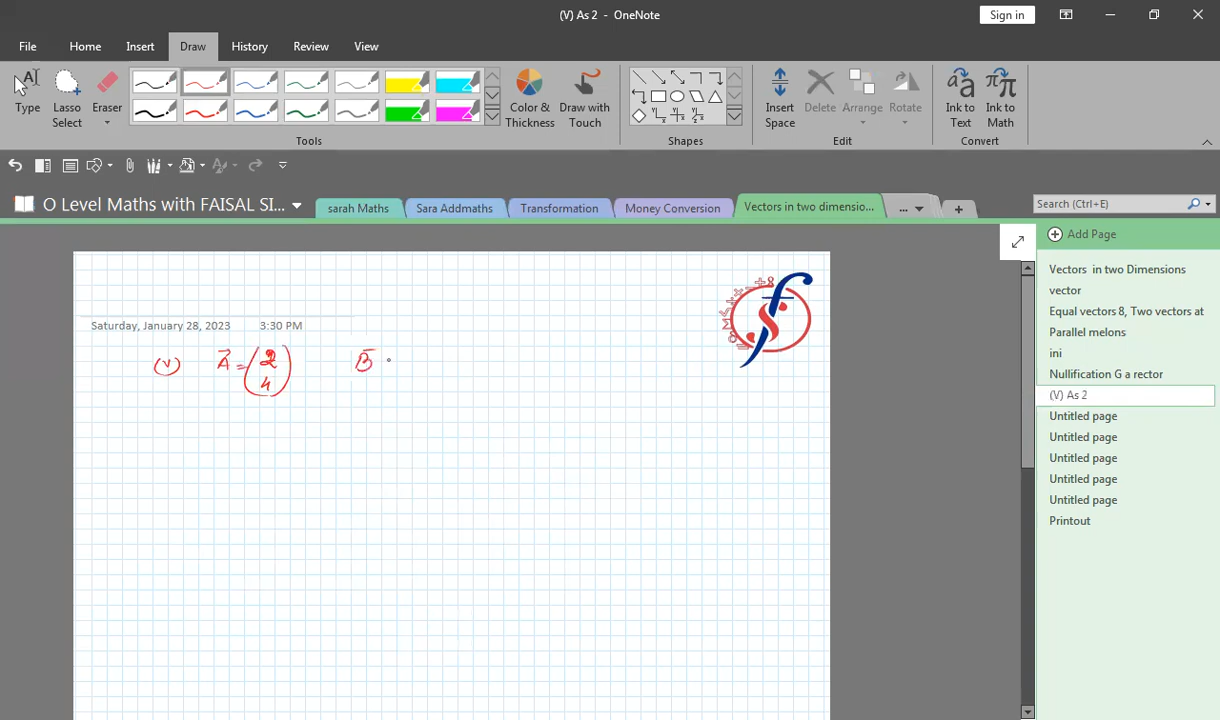 (V) As 2 - OneNote
Sign in
File Home Insert Draw History Review View
Type
Lasso Select
Eraser
Color & Thickness
Draw with Touch
Insert Space
Delete
Arrange
Rotate
Ink to Text
Ink to Math
Tools
Shapes
Edit
Convert
O Level Maths with FAISAL SI...
sarah Maths
Sara Addmaths
Transformation
Money Conversion
Vectors in two dimensio...
...
Search (Ctrl+E)
Add Page
Vectors in two Dimensions
vector
Equal vectors 8, Two vectors at
Parallel melons
ini
Nullification G a rector
(V) As 2
Untitled page
Untitled page
Untitled page
Untitled page
Untitled page
Printout
Saturday, January 28, 2023 3:30 PM
(V) A = (2 B
4)